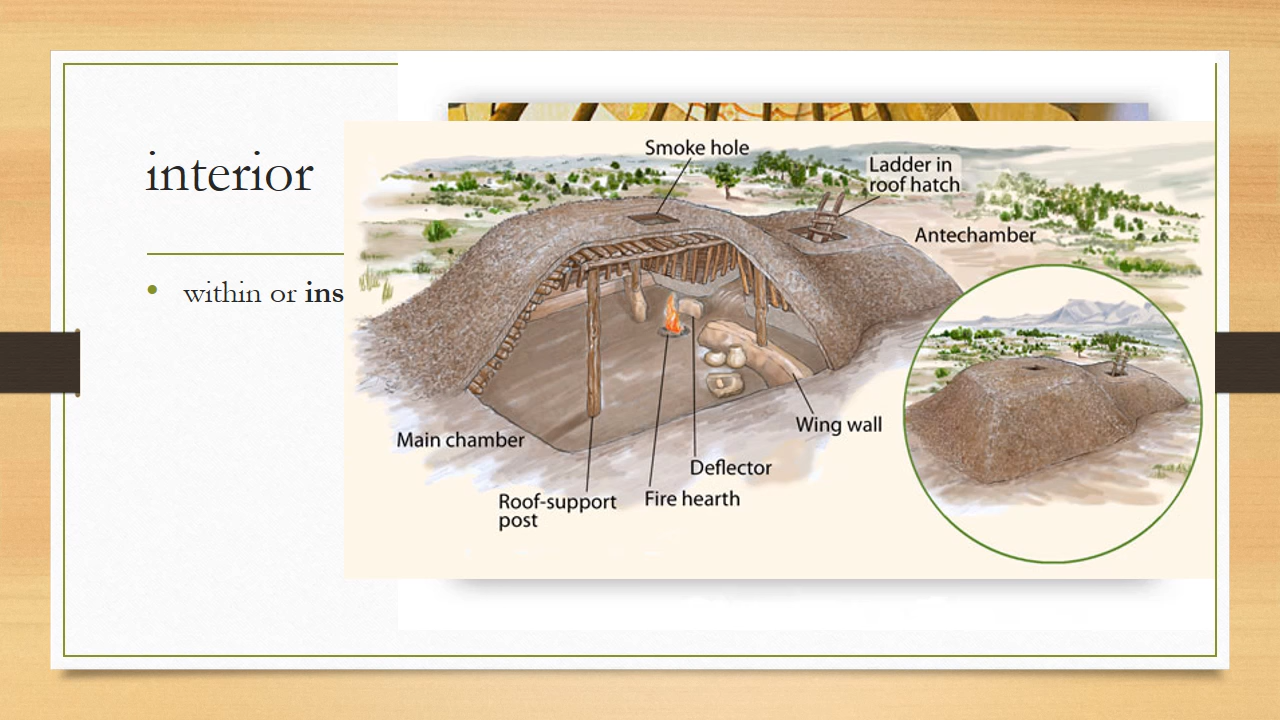 interior
within or ins
Smoke hole
Ladder in
roof hatch
Antechamber
Main chamber
Wing wall
Deflector
Fire hearth
Roof-support
post